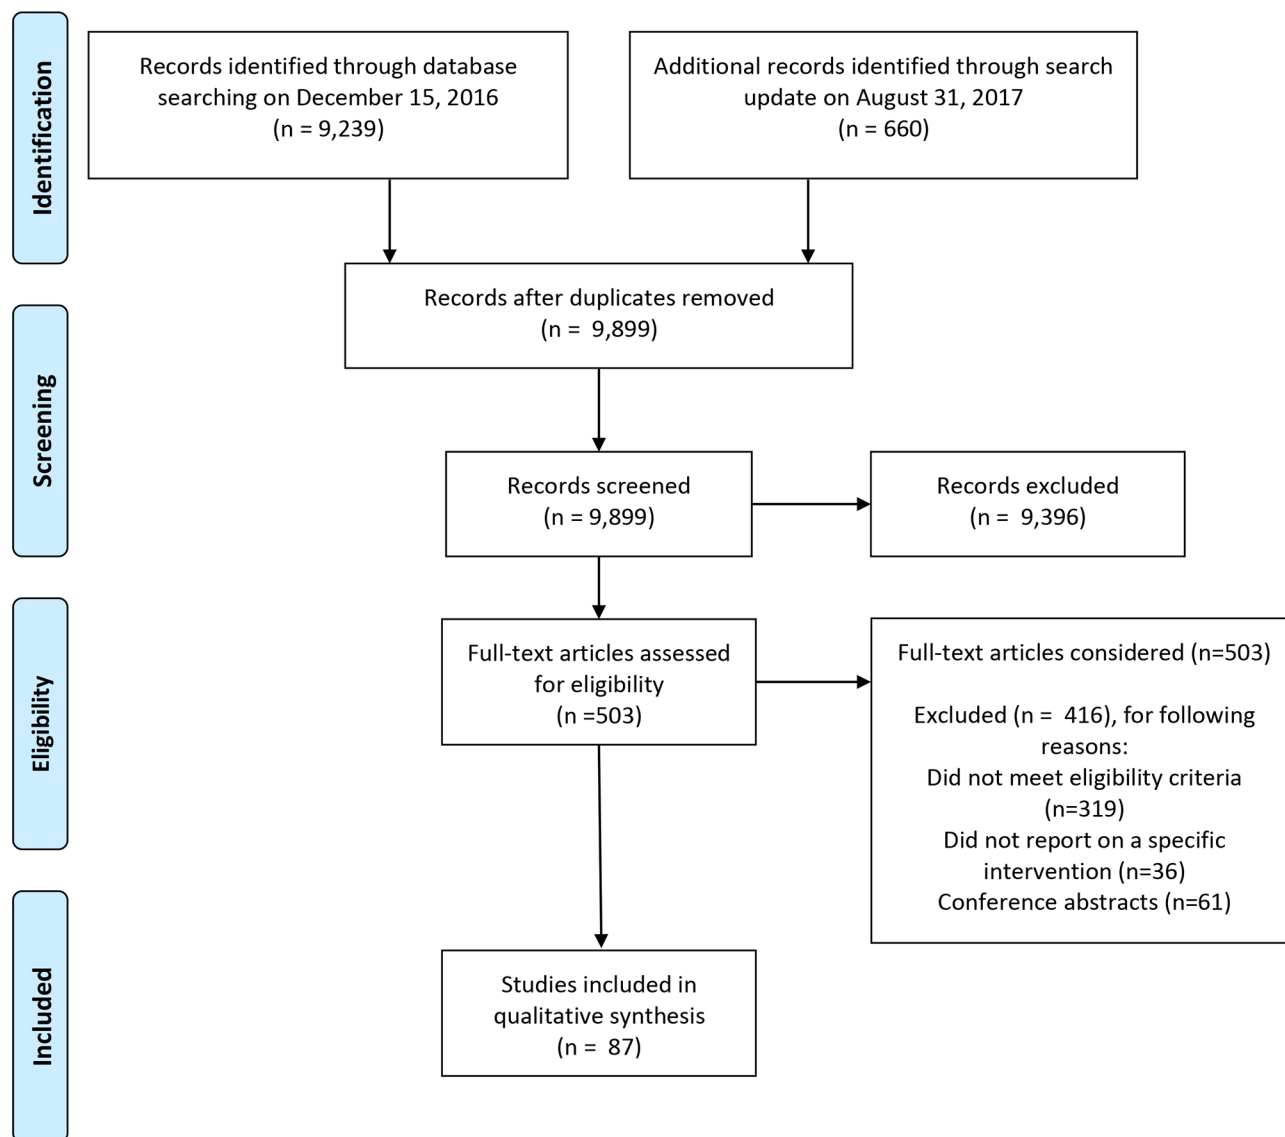 Identification
Records identified through database
searching on December 15, 2016
(n = 9,239)
Additional records identified through search
update on August 31, 2017
(n = 660)
Records after duplicates removed
(n =  9,899)
Screening
Records screened
(n = 9,899)
Records excluded
(n =  9,396)
Eligibility
Full-text articles assessed
for eligibility
(n =503)
Full-text articles considered (n=503)
Excluded (n =  416), for following
reasons:
Did not meet eligibility criteria
(n=319)
Did not report on a specific
intervention (n=36)
Conference abstracts (n=61)
Included
Studies included in
qualitative synthesis
(n =  87)